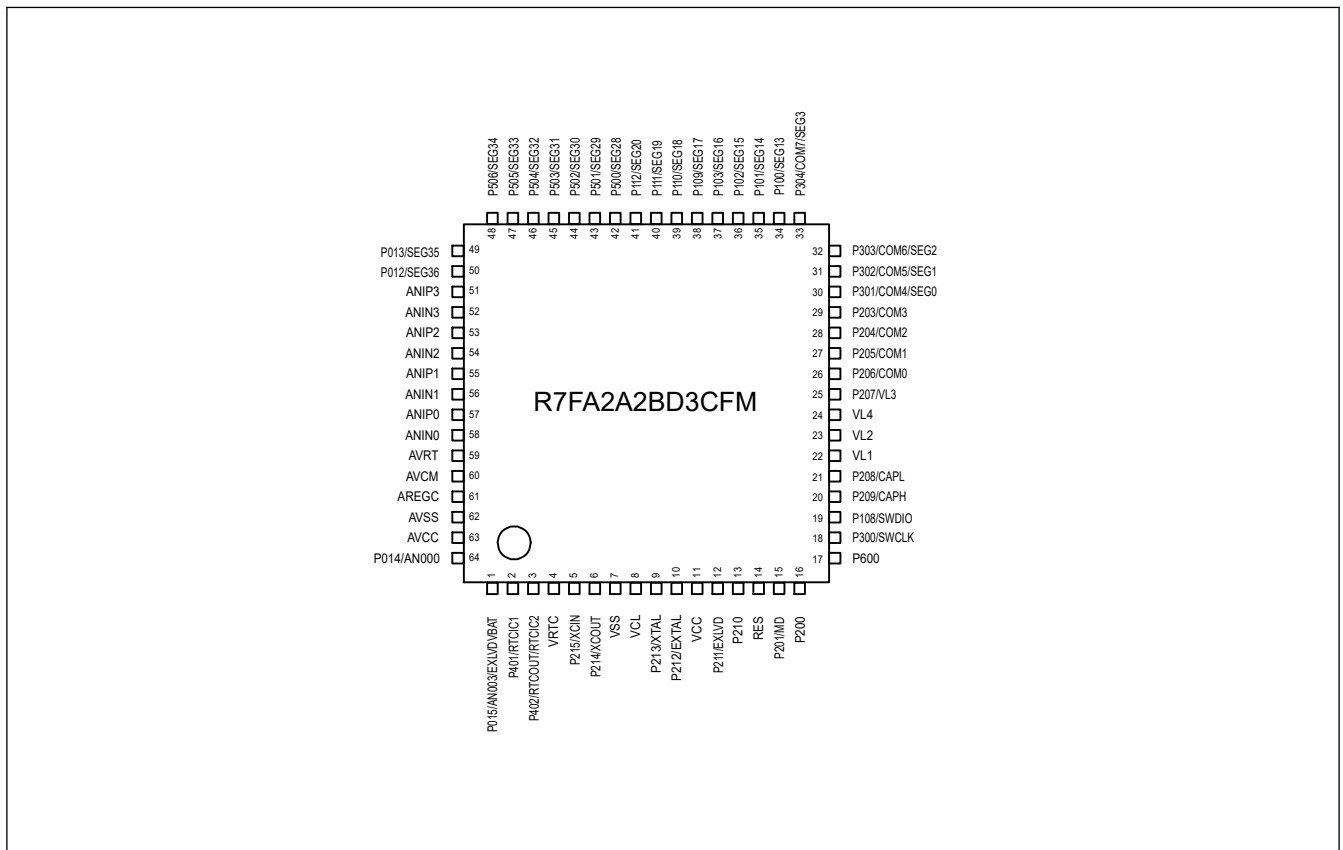 P506/SEG34
P505/SEG33
P504/SEG32
P503/SEG31
P502/SEG30
P501/SEG29
P500/SEG28
P112/SEG20
P111/SEG19
P110/SEG18
P109/SEG17
P103/SEG16
P102/SEG15
P101/SEG14
P100/SEG13
P304/COM7/SEG3
48
47
46
45
44
43
42
41
40
39
38
37
36
35
34
33
P013/SEG35 49
P012/SEG36 50
ANIP3 51
ANIN3 52
ANIP2 53
ANIN2 54
ANIP1 55
ANIN1 56
ANIP0 57
ANIN0 58
AVRT 59
AVCM 60
AREGC 61
AVSS 62
AVCC 63
P014/AN000 64
R7FA2A2BD3CFM
32 P303/COM6/SEG2
31 P302/COM5/SEG1
30 P301/COM4/SEG0
29 P203/COM3
28 P204/COM2
27 P205/COM1
26 P206/COM0
25 P207/VL3
24 VL4
23 VL2
22 VL1
21 P208/CAPL
20 P209/CAPH
19 P108/SWDIO
18 P300/SWCLK
17 P600
1
2
3
4
5
6
7
8
9
10
11
12
13
14
15
16
P015/AN003/EXLVDVBAT
P401/RTCIC1
P402/RTCOUT/RTCIC2
VRTC
P215/XCIN
P214/XCOUT
VSS
VCL
P213/XTAL
P212/EXTAL
VCC
P211/EXLVD
P210
RES
P201/MD
P200